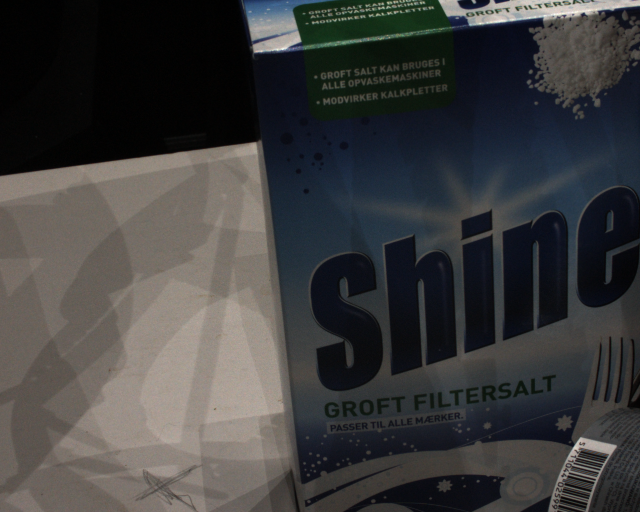 • GROFT SALT KAN BRUGES I
ALLE OPVASKEMASKINER
• MODVIRKER KALKPLETTER
GROFT FILTERSALT
• GROFT SALT KAN BRUGES I
ALLE OPVASKEMASKINER
• MODVIRKER KALKPLETTER
Shine
GROFT FILTERSALT
PASSER TIL ALLE MÆRKER.